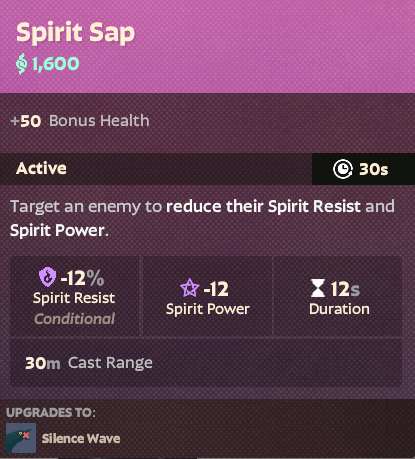 Spirit Sap
1,600
+50 Bonus Health
Active 30s
Target an enemy to reduce their Spirit Resist and
Spirit Power.
-12% -12 12s
Spirit Resist Spirit Power Duration
Conditional
30m Cast Range
UPGRADES TO:
Silence Wave